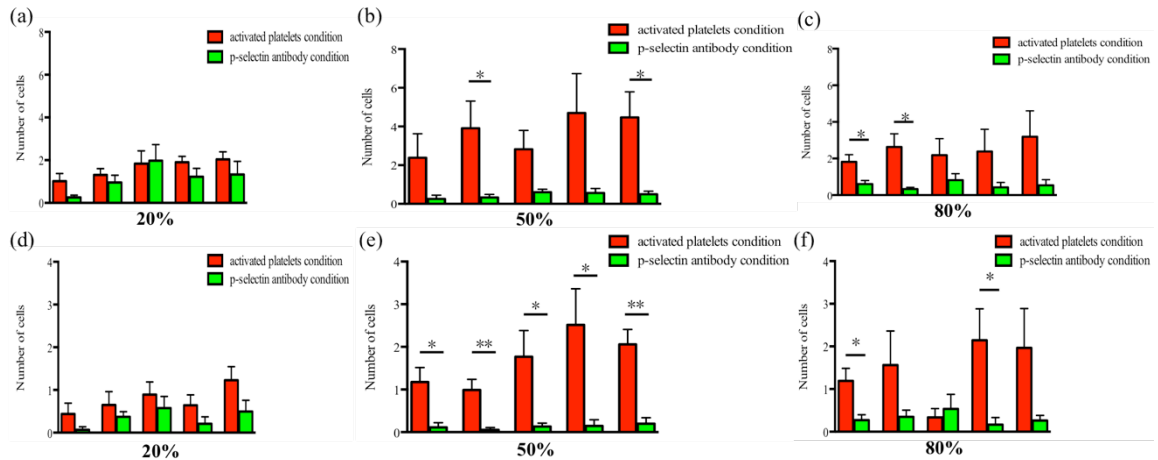 (a)
activated platelets condition
p-selectin antibody condition
Number of cells
8
6
4
2
0
20%
(b)
activated platelets condition
p-selectin antibody condition
Number of cells
8
6
4
2
0
*
*
50%
(c)
activated platelets condition
p-selectin antibody condition
Number of cells
8
6
4
2
0
*
*
80%
(d)
activated platelets condition
p-selectin antibody condition
Number of cells
4
3
2
1
0
20%
(e)
activated platelets condition
p-selectin antibody condition
Number of cells
4
3
2
1
0
*
**
*
*
**
50%
(f)
activated platelets condition
p-selectin antibody condition
Number of cells
4
3
2
1
0
*
*
80%